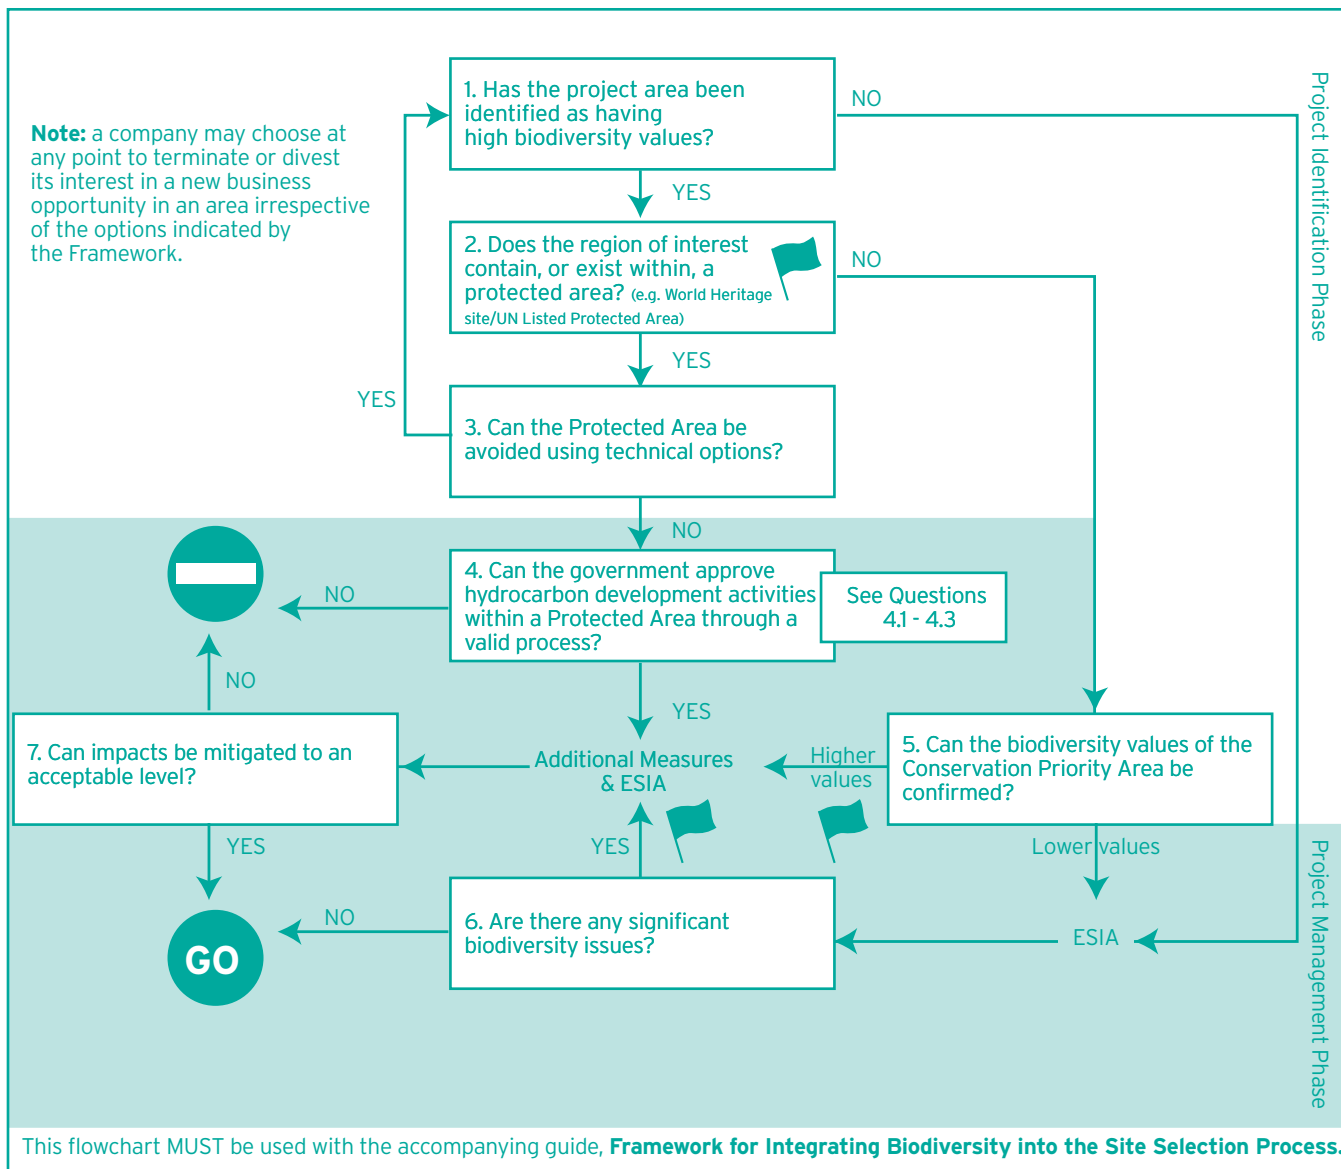 1. Has the project area been
identified as having
high biodiversity values?
NO
Note: a company may choose at
any point to terminate or divest
its interest in a new business
opportunity in an area irrespective
of the options indicated by
the Framework.
YES
2. Does the region of interest
contain, or exist within, a
protected area? (e.g. World Heritage
site/UN Listed Protected Area)
NO
YES
YES
3. Can the Protected Area be
avoided using technical options?
NO
4. Can the government approve
hydrocarbon development activities
within a Protected Area through a
valid process?
See Questions
4.1 - 4.3
NO
NO
YES
7. Can impacts be mitigated to an
acceptable level?
Additional Measures
& ESIA
Higher
values
5. Can the biodiversity values of the
Conservation Priority Area be
confirmed?
YES
YES
Lower values
6. Are there any significant
biodiversity issues?
NO
GO
ESIA
Project Identification Phase
Project Management Phase
This flowchart MUST be used with the accompanying guide, Framework for Integrating Biodiversity into the Site Selection Process.